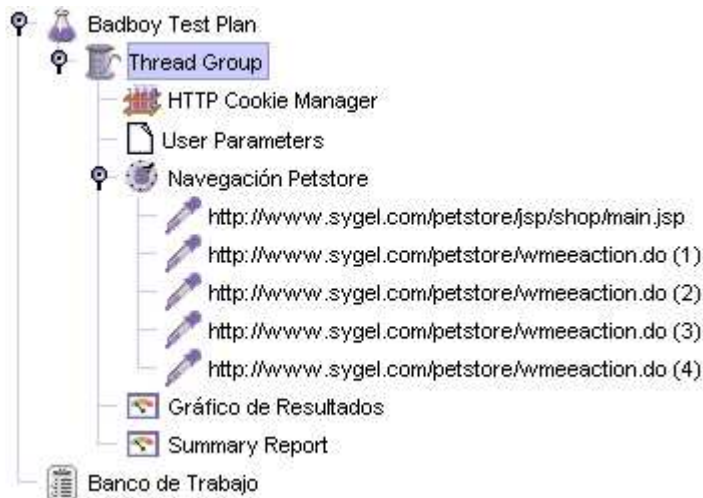 Badboy Test Plan
Thread Group
HTTP Cookie Manager
User Parameters
Navegación Petstore
http://www.sygel.com/petstore/jsp/shop/main.jsp
http://www.sygel.com/petstore/wmeeaction.do (1)
http://www.sygel.com/petstore/wmeeaction.do (2)
http://www.sygel.com/petstore/wmeeaction.do (3)
http://www.sygel.com/petstore/wmeeaction.do (4)
Gráfico de Resultados
Summary Report
Banco de Trabajo